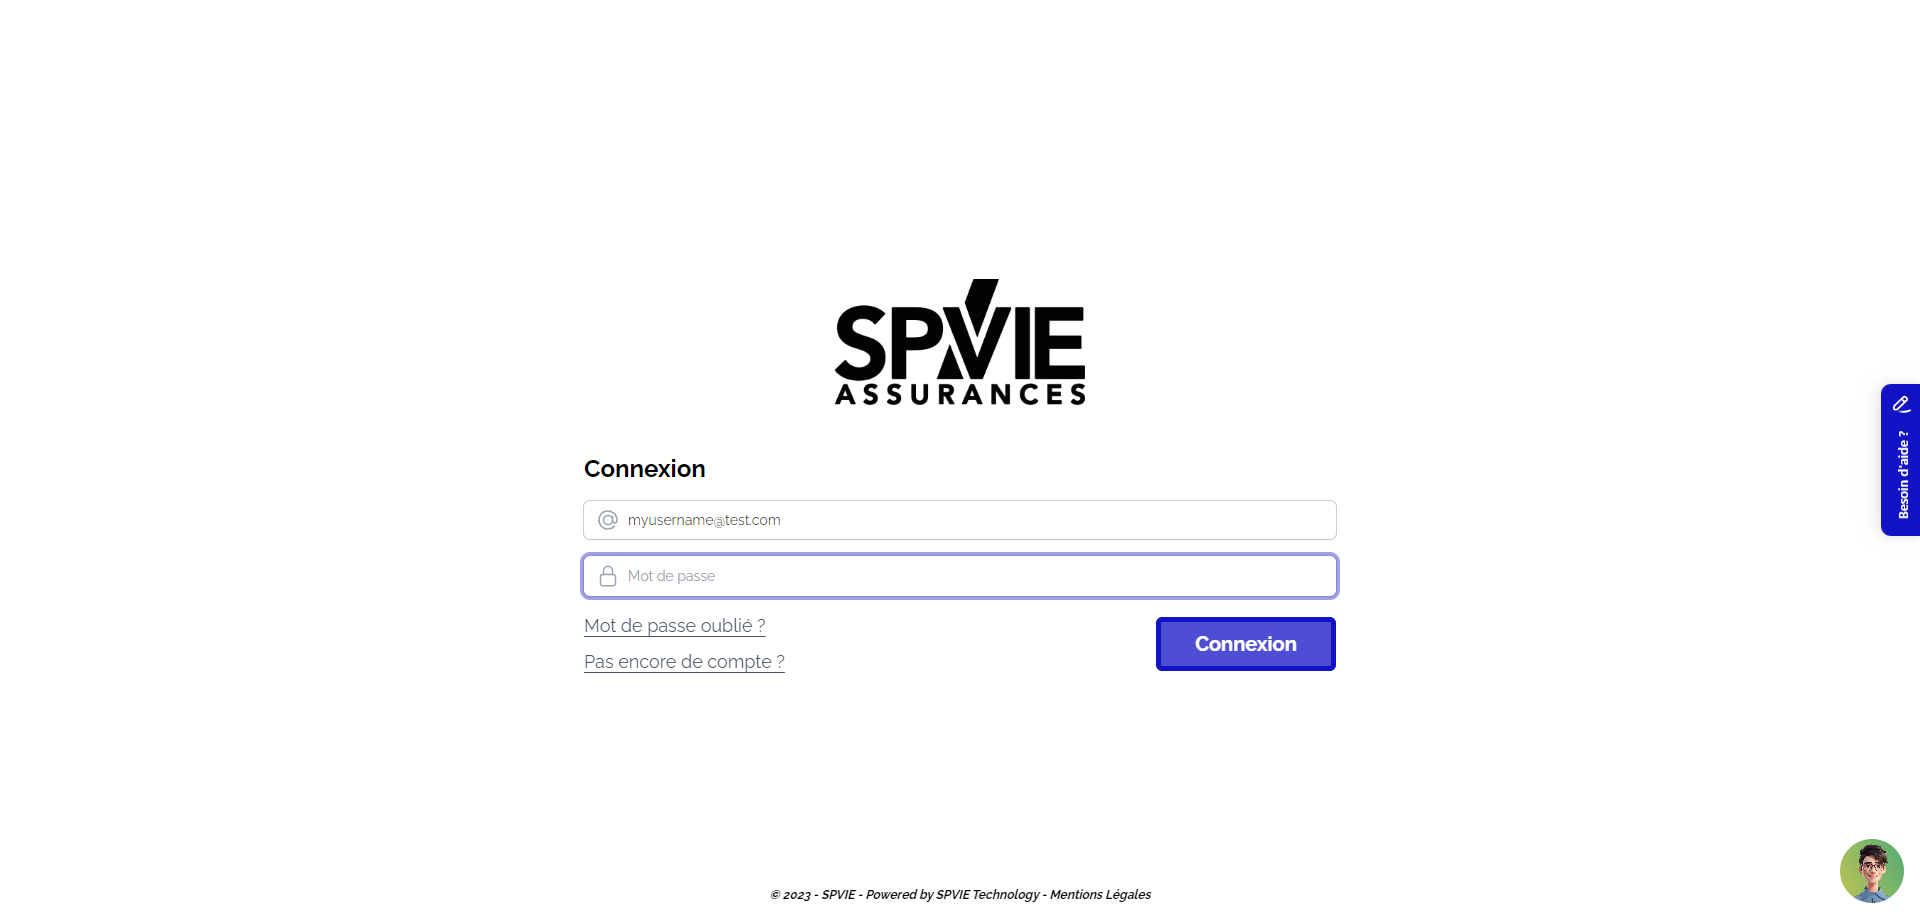 SPVIE
ASSURANCES
Connexion
myusername@test.com
Mot de passe
Mot de passe oublié ?
Connexion
Pas encore de compte ?
Besoin d'aide ?
© 2023 - SPVIE - Powered by SPVIE Technology - Mentions Légales